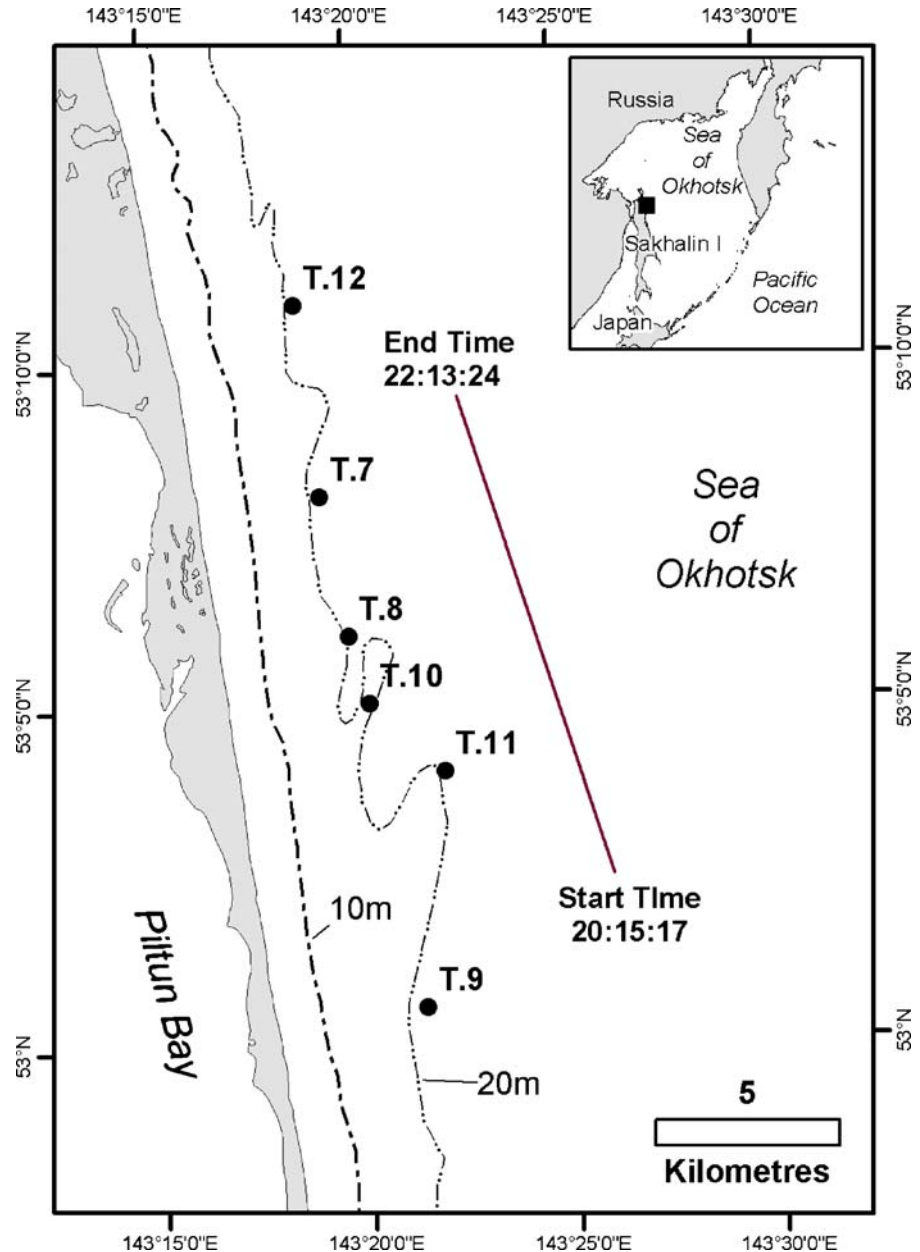 143°15'0"E
143°20'0"E
143°25'0"E
143°30'0"E
Russia
Sea
of
Okhotsk
Sakhalin I
Pacific
Ocean
Japan
T.12
End Time
22:13:24
53°10'0"N
53°10'0"N
T.7
Sea
of
Okhotsk
T.8
T.10
53°5'0"N
53°5'0"N
T.11
Start TIme
20:15:17
10m
Piltun Bay
T.9
53°N
53°N
20m
5
Kilometres
143°15'0"E
143°20'0"E
143°25'0"E
143°30'0"E